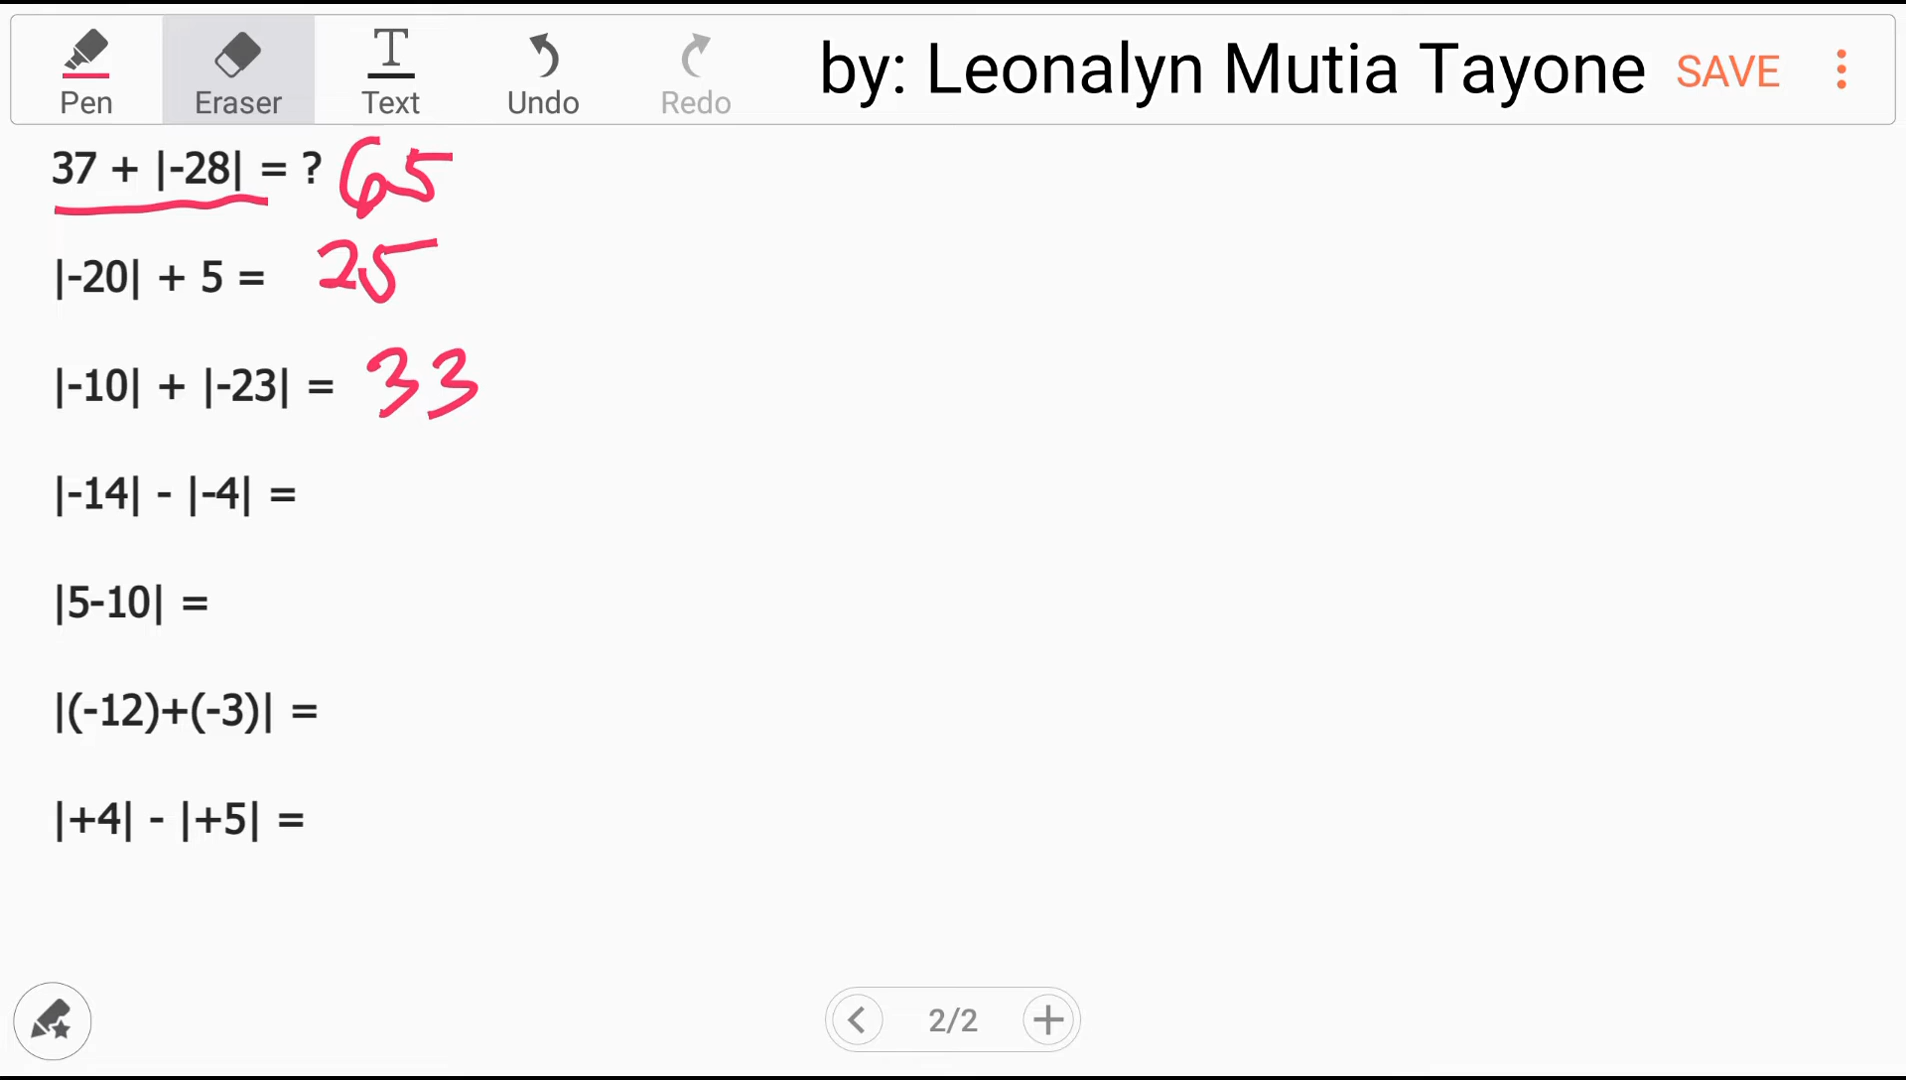 Pen Eraser Text Undo Redo by: Leonalyn Mutia Tayone SAVE
37 + |-28| = ? 65
|-20| + 5 = 25
|-10| + |-23| = 33
|-14| - |-4| =
|5-10| =
|(-12)+(-3)| =
|+4| - |+5| =
2/2